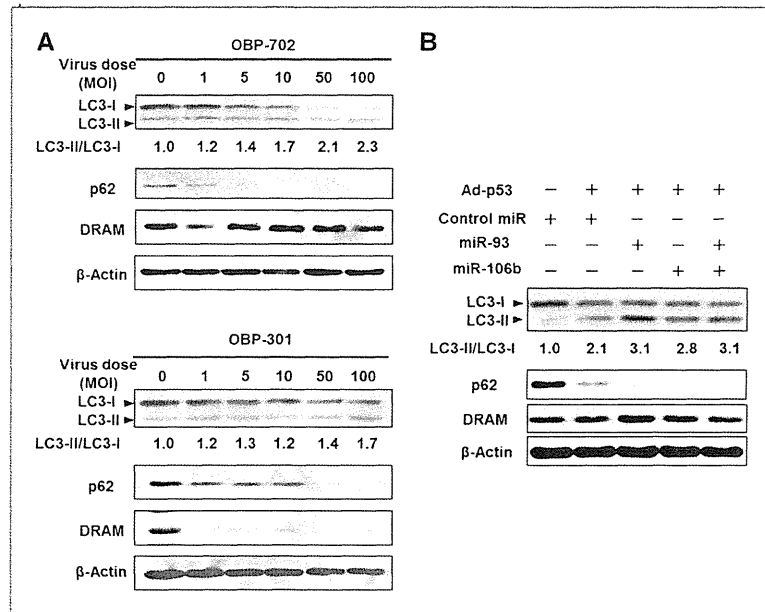 A
OBP-702
Virus dose (MOI) 0 1 5 10 50 100
LC3-I
LC3-II
LC3-II/LC3-I 1.0 1.2 1.4 1.7 2.1 2.3
p62
DRAM
β-Actin
OBP-301
Virus dose (MOI) 0 1 5 10 50 100
LC3-I
LC3-II
LC3-II/LC3-I 1.0 1.2 1.3 1.2 1.4 1.7
p62
DRAM
β-Actin
B
Ad-p53 – + + + +
Control miR + + – – –
miR-93 – – + – +
miR-106b – – – + +
LC3-I
LC3-II
LC3-II/LC3-I 1.0 2.1 3.1 2.8 3.1
p62
DRAM
β-Actin